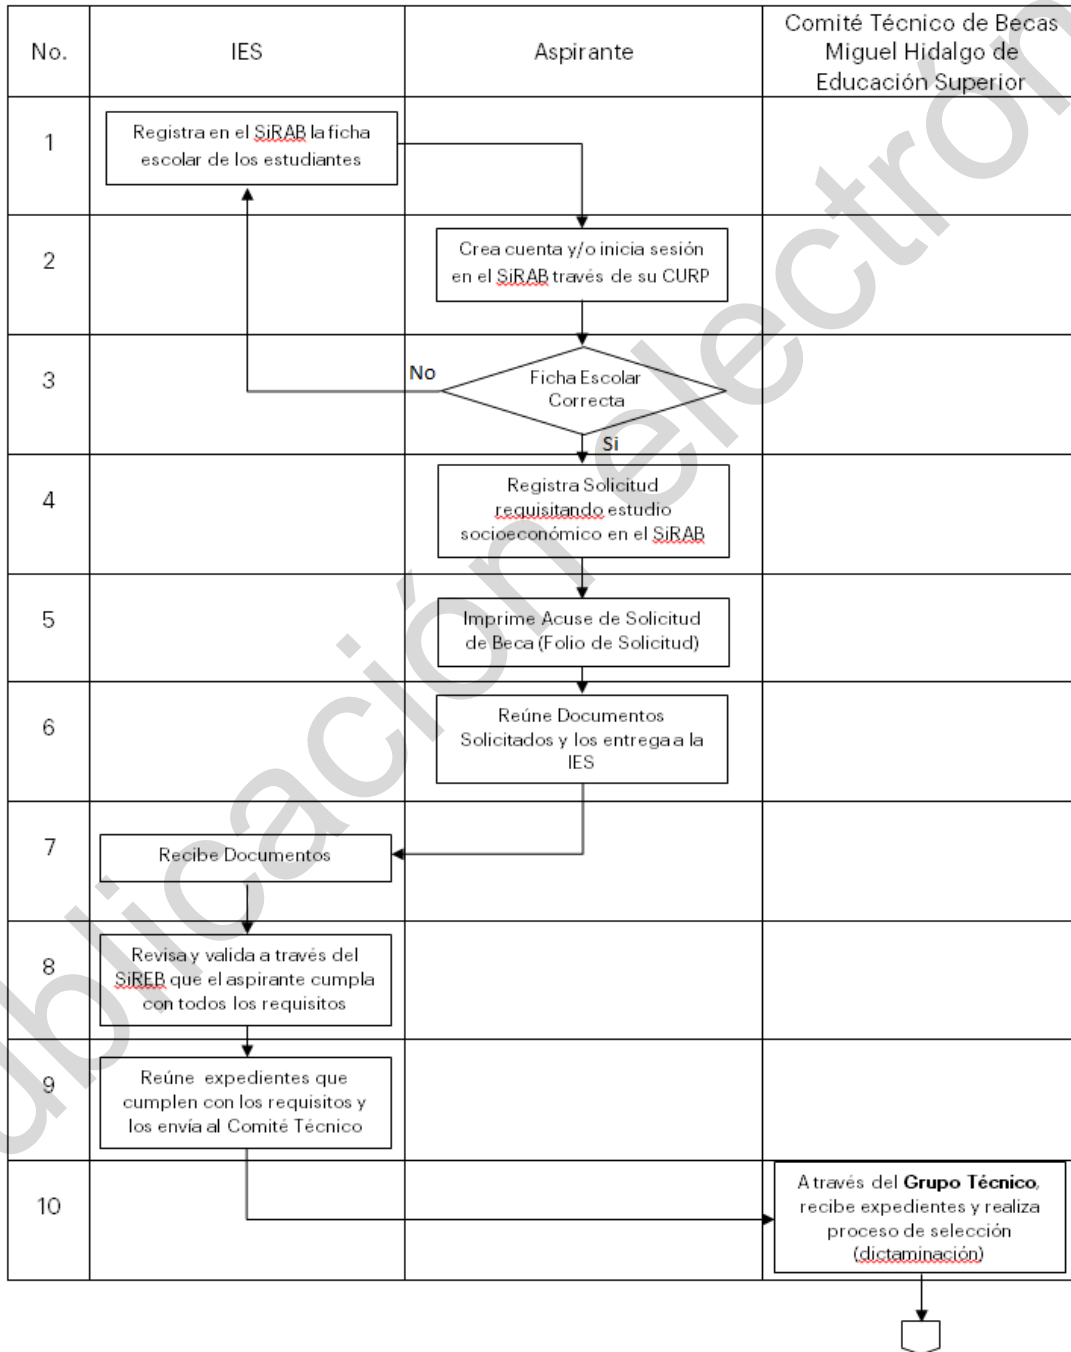 No.
IES
Aspirante
Comité Técnico de Becas
Miguel Hidalgo de
Educación Superior
1
Registra en el SiRAB la ficha
escolar de los estudiantes
2
Crea cuenta y/o inicia sesión
en el SiRAB través de su CURP
3
No
Ficha Escolar
Correcta
Si
4
Registra Solicitud
requisitando estudio
socioeconómico en el SiRAB
5
Imprime Acuse de Solicitud
de Beca (Folio de Solicitud)
6
Reúne Documentos
Solicitados y los entrega a la
IES
7
Recibe Documentos
8
Revisa y valida a través del
SiREB que el aspirante cumpla
con todos los requisitos
9
Reúne expedientes que
cumplen con los requisitos y
los envía al Comité Técnico
10
A través del Grupo Técnico,
recibe expedientes y realiza
proceso de selección
(dictaminación)
ublicación electrón